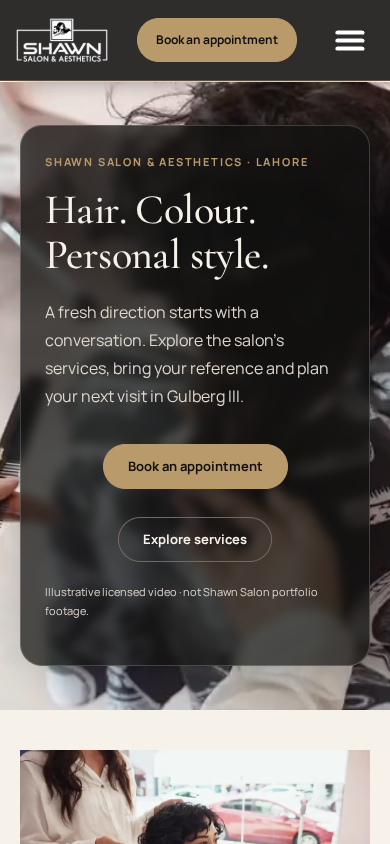 SHAWN
SALON & AESTHETICS
Book an appointment
SHAWN SALON & AESTHETICS · LAHORE
Hair. Colour.
Personal style.
A fresh direction starts with a
conversation. Explore the salon's
services, bring your reference and plan
your next visit in Gulberg III.
Book an appointment
Explore services
Illustrative licensed video · not Shawn Salon portfolio
footage.